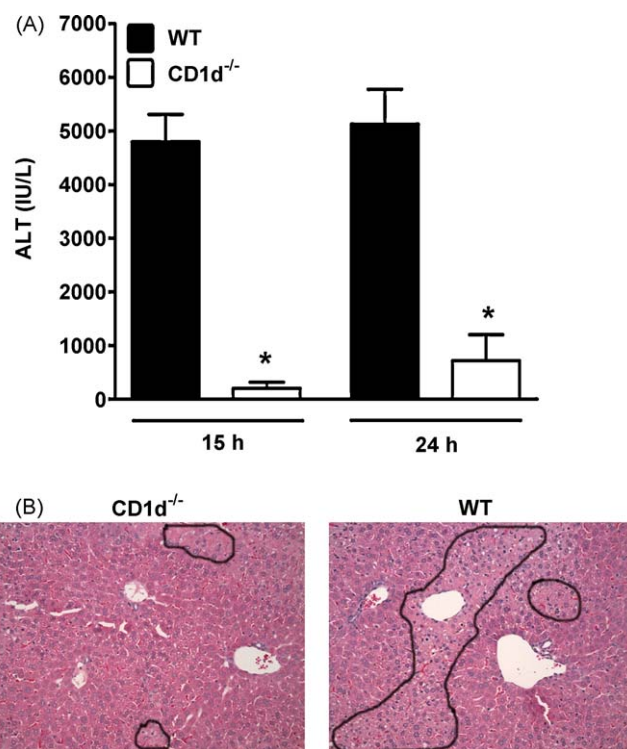 (A)
7000
WT
6000
CD1d-/-
5000
4000
3000
2000
1000
0
ALT (IU/L)
*
*
15 h
24 h
(B)
CD1d-/-
WT